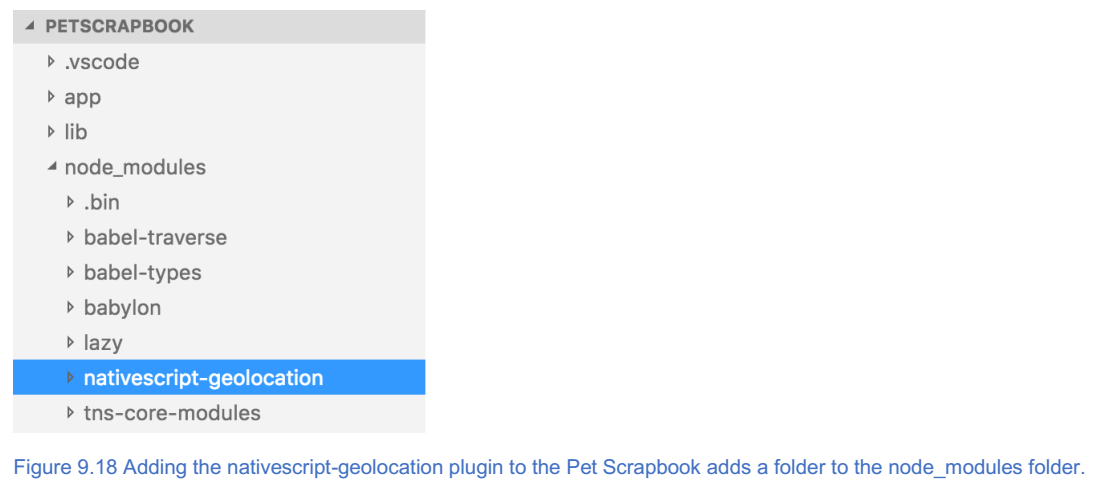 PETSCRAPBOOK
.vscode
app
lib
node_modules
.bin
babel-traverse
babel-types
babylon
lazy
nativescript-geolocation
tns-core-modules
Figure 9.18 Adding the nativescript-geolocation plugin to the Pet Scrapbook adds a folder to the node_modules folder.